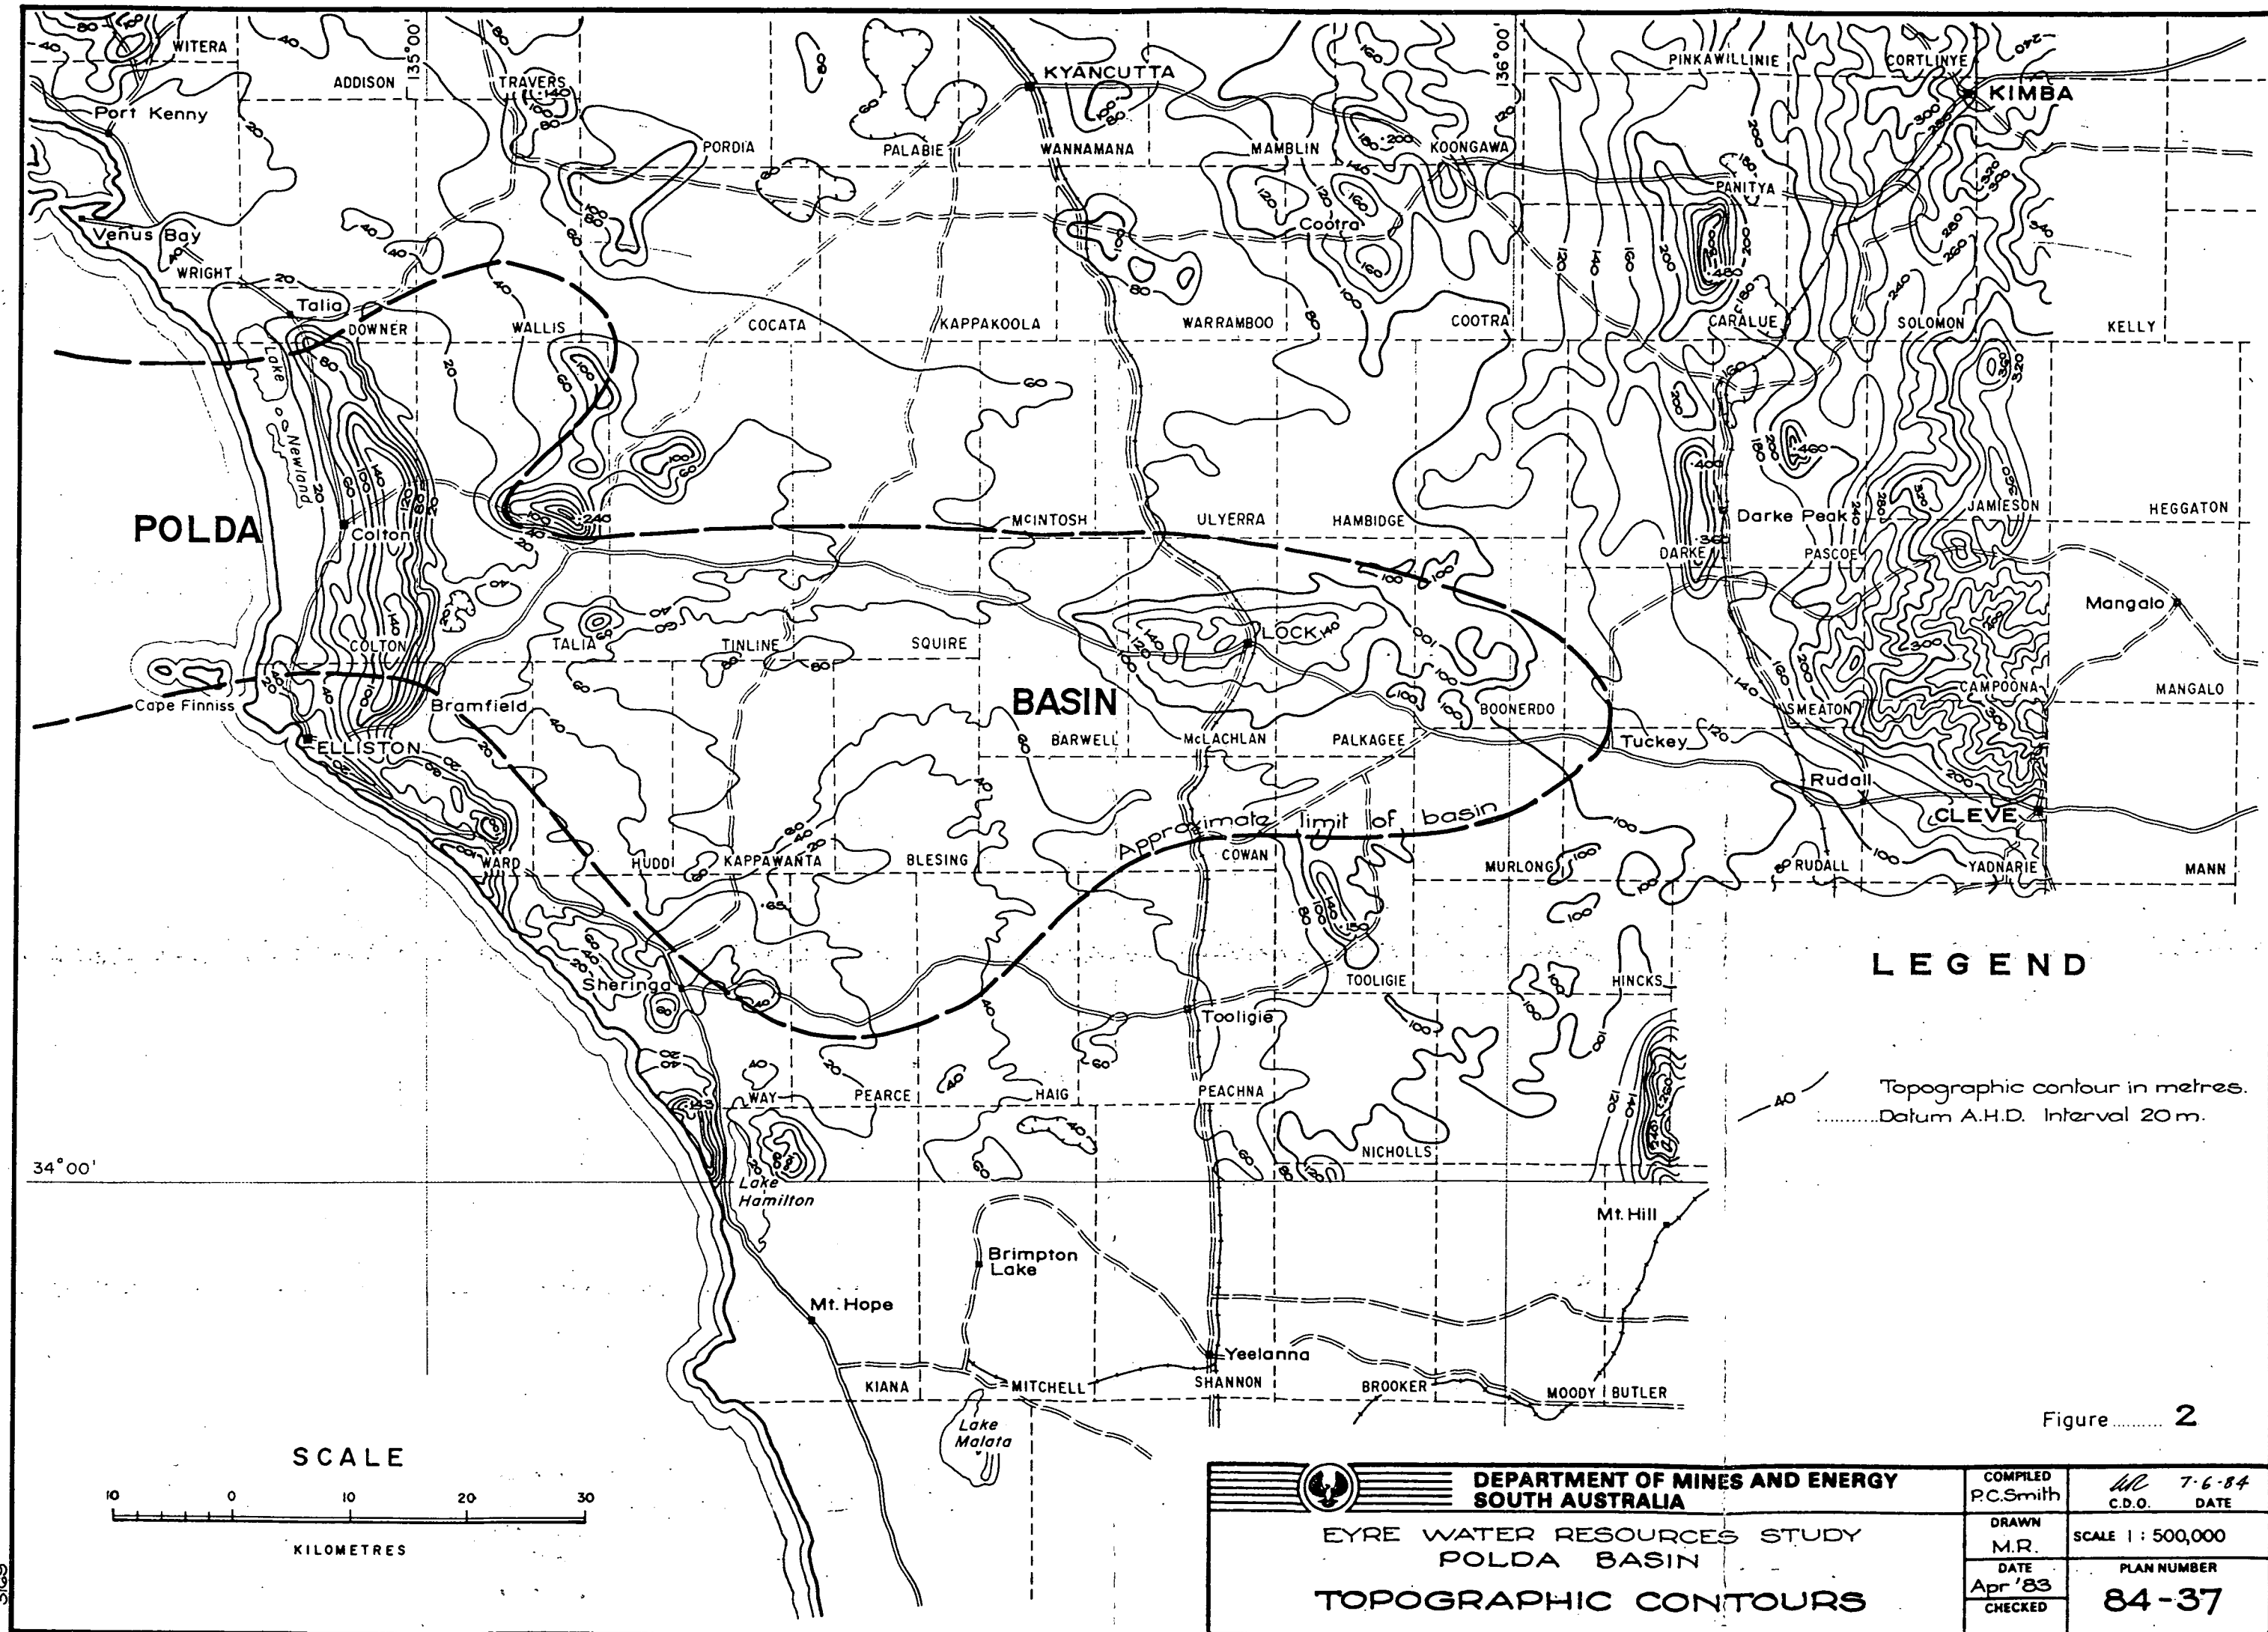 WITERA
ADDISON
135°00'
TRAVERS
KYANCUTTA
136°00'
PINKAWILLINIE
CORTLINYE
KIMBA
Port Kenny
PORDIA
PALABIE
WANNAMANA
MAMBLIN
KOONGAWA
PANITYA
Venus Bay
WRIGHT
Cootra
Talia
DOWNER
WALLIS
COCATA
KAPPAKOOLA
WARRAMBOO
COOTRA
CARALUE
SOLOMON
KELLY
Lake Newland
POLDA
Colton
McINTOSH
ULYERRA
HAMBIDGE
Darke Peak
JAMIESON
HEGGATON
DARKE
PASCOE
Mangalo
COLTON
TALIA
TINLINE
SQUIRE
LOCK
Cape Finniss
Bramfield
BASIN
BOONERDO
SMEATON
CAMPOONA
MANGALO
ELLISTON
BARWELL
McLACHLAN
PALKAGEE
Tuckey
Rudall
CLEVE
Approximate limit of basin
WARD
HUDD
KAPPAWANTA
BLESING
COWAN
MURLONG
RUDALL
YADNARIE
MANN
Sheringa
TOOLIGIE
HINCKS
LEGEND
Tooligie
WAY
PEARCE
HAIG
PEACHNA
40
Topographic contour in metres.
Datum A.H.D. Interval 20 m.
NICHOLLS
34°00'
Lake
Hamilton
Mt. Hill
Brimpton
Lake
Mt. Hope
Yeelanna
KIANA
MITCHELL
SHANNON
BROOKER
MOODY
BUTLER
Lake
Malata
Figure.......... 2
SCALE
10 0 10 20 30
KILOMETRES
DEPARTMENT OF MINES AND ENERGY
SOUTH AUSTRALIA
EYRE WATER RESOURCES STUDY
POLDA BASIN
TOPOGRAPHIC CONTOURS
COMPILED
P.C.Smith
7·6·84
C.D.O. DATE
DRAWN
M.R.
SCALE 1 : 500,000
DATE
Apr '83
PLAN NUMBER
84-37
CHECKED